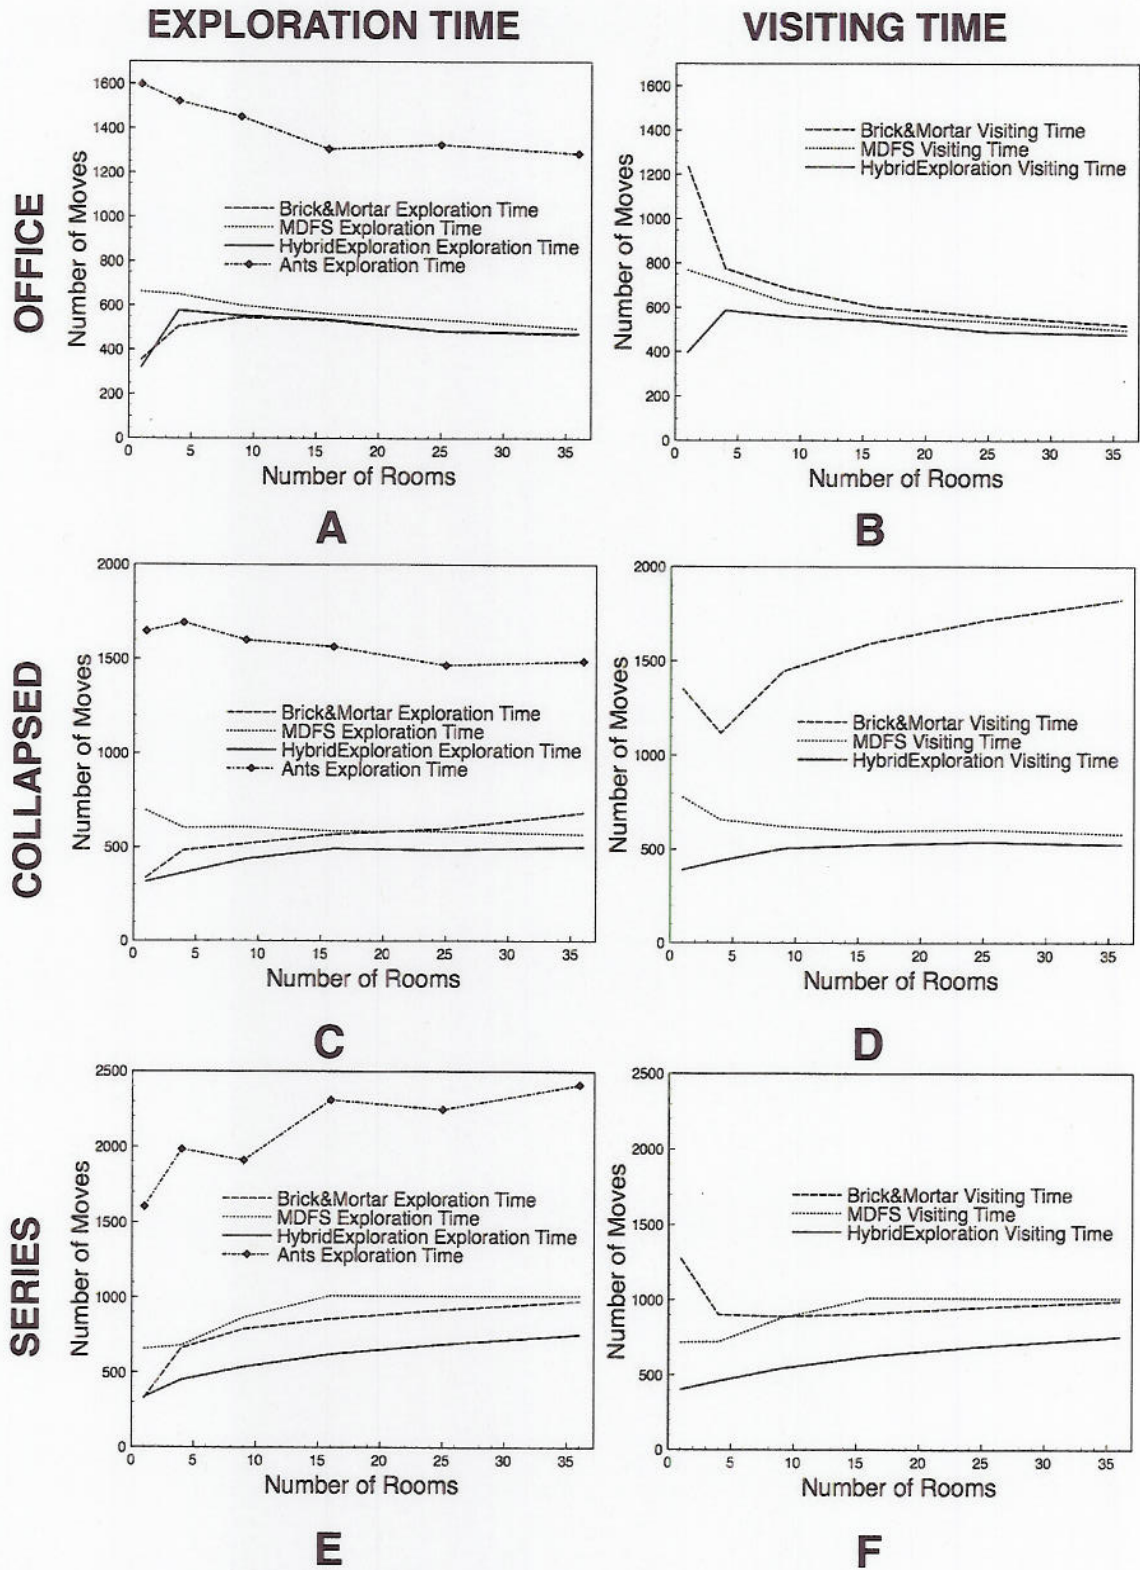 EXPLORATION TIME
VISITING TIME
OFFICE
Number of Moves
1600
1400
1200
1000
800
600
400
200
0
Brick&Mortar Exploration Time
MDFS Exploration Time
HybridExploration Exploration Time
Ants Exploration Time
0 5 10 15 20 25 30 35
Number of Rooms
A
Number of Moves
1600
1400
1200
1000
800
600
400
200
0
Brick&Mortar Visiting Time
MDFS Visiting Time
HybridExploration Visiting Time
0 5 10 15 20 25 30 35
Number of Rooms
B
COLLAPSED
Number of Moves
2000
1500
1000
500
0
Brick&Mortar Exploration Time
MDFS Exploration Time
HybridExploration Exploration Time
Ants Exploration Time
0 5 10 15 20 25 30 35
Number of Rooms
C
Number of Moves
2000
1500
1000
500
0
Brick&Mortar Visiting Time
MDFS Visiting Time
HybridExploration Visiting Time
0 5 10 15 20 25 30 35
Number of Rooms
D
SERIES
Number of Moves
2500
2000
1500
1000
500
0
Brick&Mortar Exploration Time
MDFS Exploration Time
HybridExploration Exploration Time
Ants Exploration Time
0 5 10 15 20 25 30 35
Number of Rooms
E
Number of Moves
2500
2000
1500
1000
500
0
Brick&Mortar Visiting Time
MDFS Visiting Time
HybridExploration Visiting Time
0 5 10 15 20 25 30 35
Number of Rooms
F